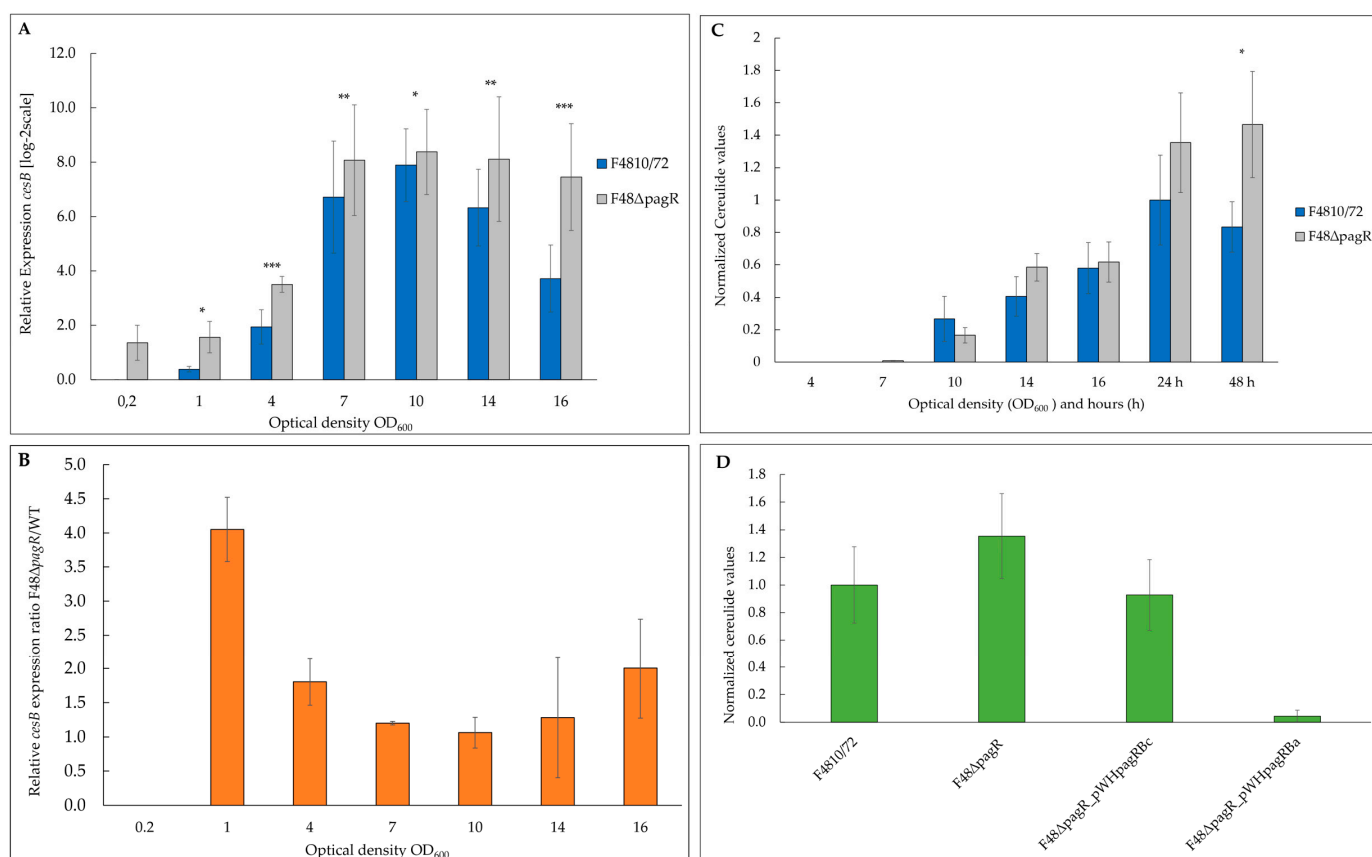 A
Relative Expression cesB [log-2scale]
12.0
10.0
8.0
6.0
4.0
2.0
0.0
*
***
**
*
**
***
F4810/72
F48ΔpagR
0,2 1 4 7 10 14 16
Optical density OD600
B
Relative cesB expression ratio F48ΔpagR/WT
5.0
4.5
4.0
3.5
3.0
2.5
2.0
1.5
1.0
0.5
0.0
0.2 1 4 7 10 14 16
Optical density OD600
C
Normalized Cereulide values
2
1.8
1.6
1.4
1.2
1
0.8
0.6
0.4
0.2
0
*
F4810/72
F48ΔpagR
4 7 10 14 16 24 h 48 h
Optical density (OD600 ) and hours (h)
D
Normalized cereulide values
1.8
1.6
1.4
1.2
1.0
0.8
0.6
0.4
0.2
0.0
F4810/72
F48ΔpagR
F48ΔpagR_pWHpagRBc
F48ΔpagR_pWHpagRBa